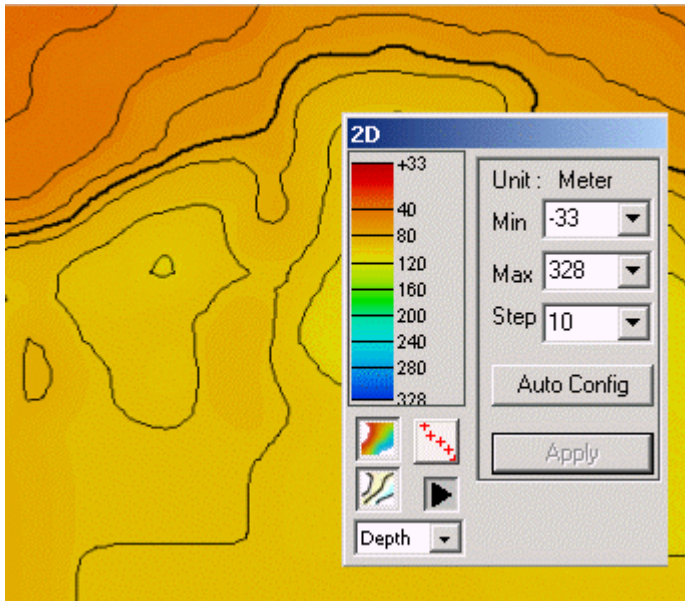 2D
+33
40
80
120
160
200
240
280
328
Unit : Meter
Min -33
Max 328
Step 10
Auto Config
Apply
Depth